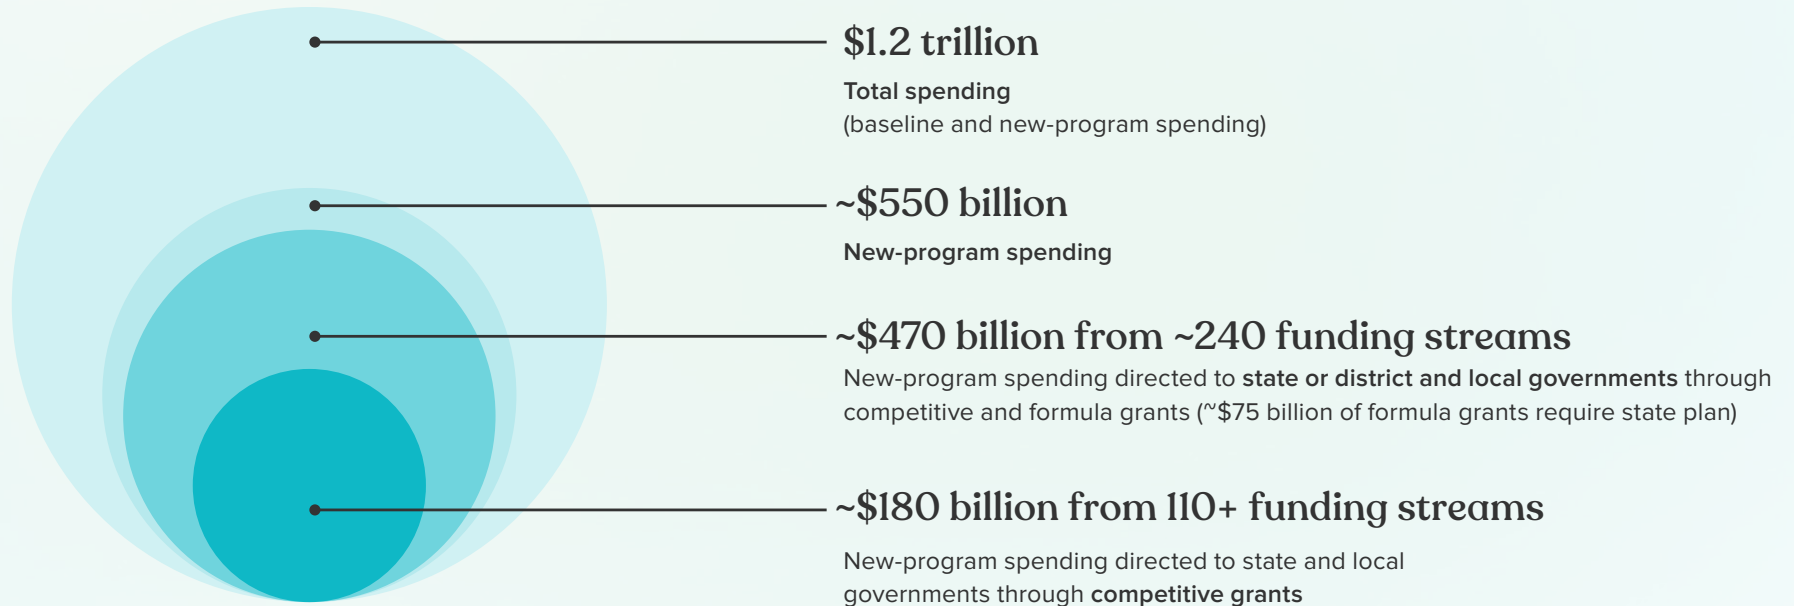 $1.2 trillion
Total spending
(baseline and new-program spending)
~$550 billion
New-program spending
~$470 billion from ~240 funding streams
New-program spending directed to state or district and local governments through
competitive and formula grants (~$75 billion of formula grants require state plan)
~$180 billion from 110+ funding streams
New-program spending directed to state and local
governments through competitive grants